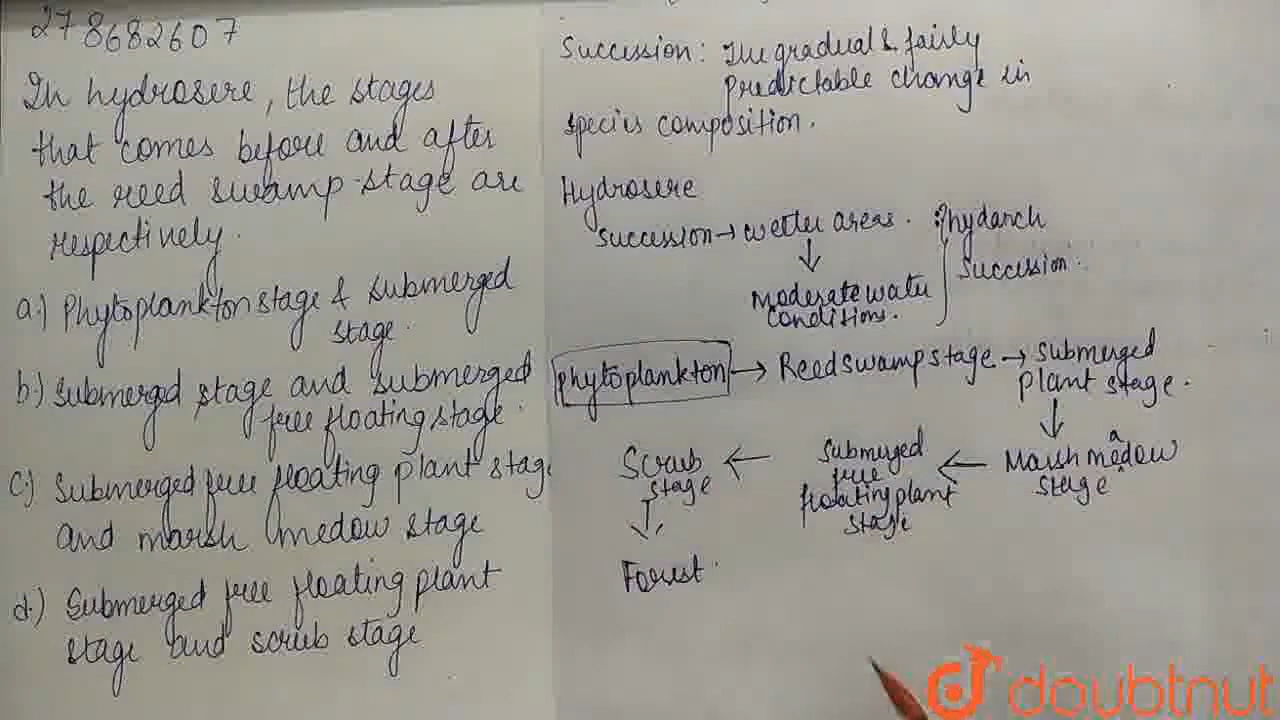 278682607
In hydrosere, the stages
that comes before and after
the reed swamp-stage are
respectively.
a.) Phytoplankton stage & submerged
stage.
b.) Submerged stage and submerged
free floating stage.
c.) Submerged free floating plant stage
and marsh medow stage
d.) Submerged free floating plant
stage and scrub stage
Succession: The gradual & fairly
predictable change in
species composition.
Hydrosere
succession → wetter areas. hydarch
succession.
↓
Moderate water
conditions.
phytoplankton → Reed swamp stage → submerged
plant stage.
↓
Scrub ← submerged ← Marsh meadow
stage free stage
floating plant
stage
↓
Forest.
doubtnut